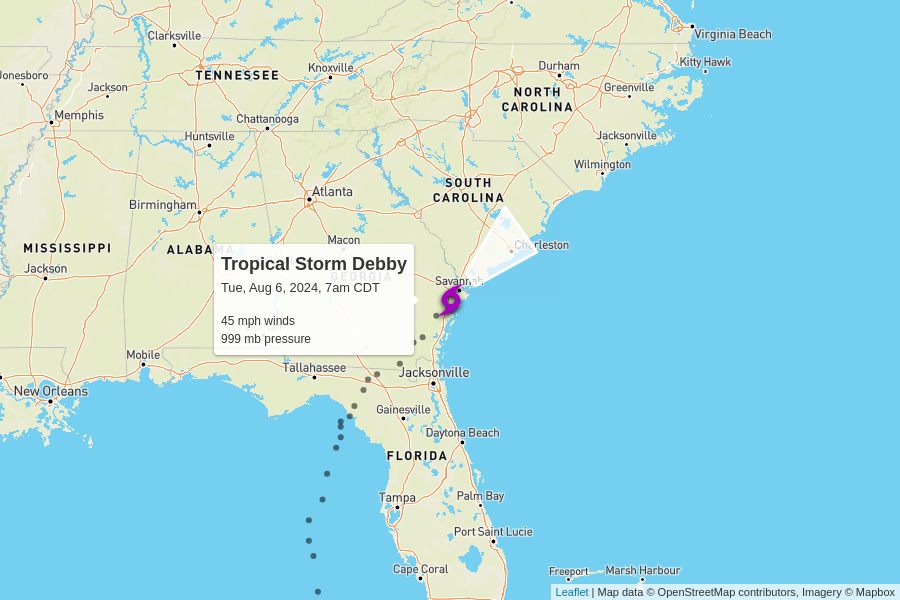 Clarksville
Virginia Beach
Knoxville
Durham
Kitty Hawk
Jonesboro
TENNESSEE
Jackson
NORTH
CAROLINA
Greenville
Memphis
Chattanooga
Huntsville
Jacksonville
Wilmington
Atlanta
SOUTH
CAROLINA
Birmingham
MISSISSIPPI
ALABAMA
Macon
Charleston
Jackson
Tropical Storm Debby
GEORGIA
Savannah
Tue, Aug 6, 2024, 7am CDT
45 mph winds
999 mb pressure
Mobile
Tallahassee
Jacksonville
New Orleans
Gainesville
Daytona Beach
FLORIDA
Tampa
Palm Bay
Port Saint Lucie
Cape Coral
Freeport
Marsh Harbour
Leaflet | Map data © OpenStreetMap contributors, Imagery © Mapbox